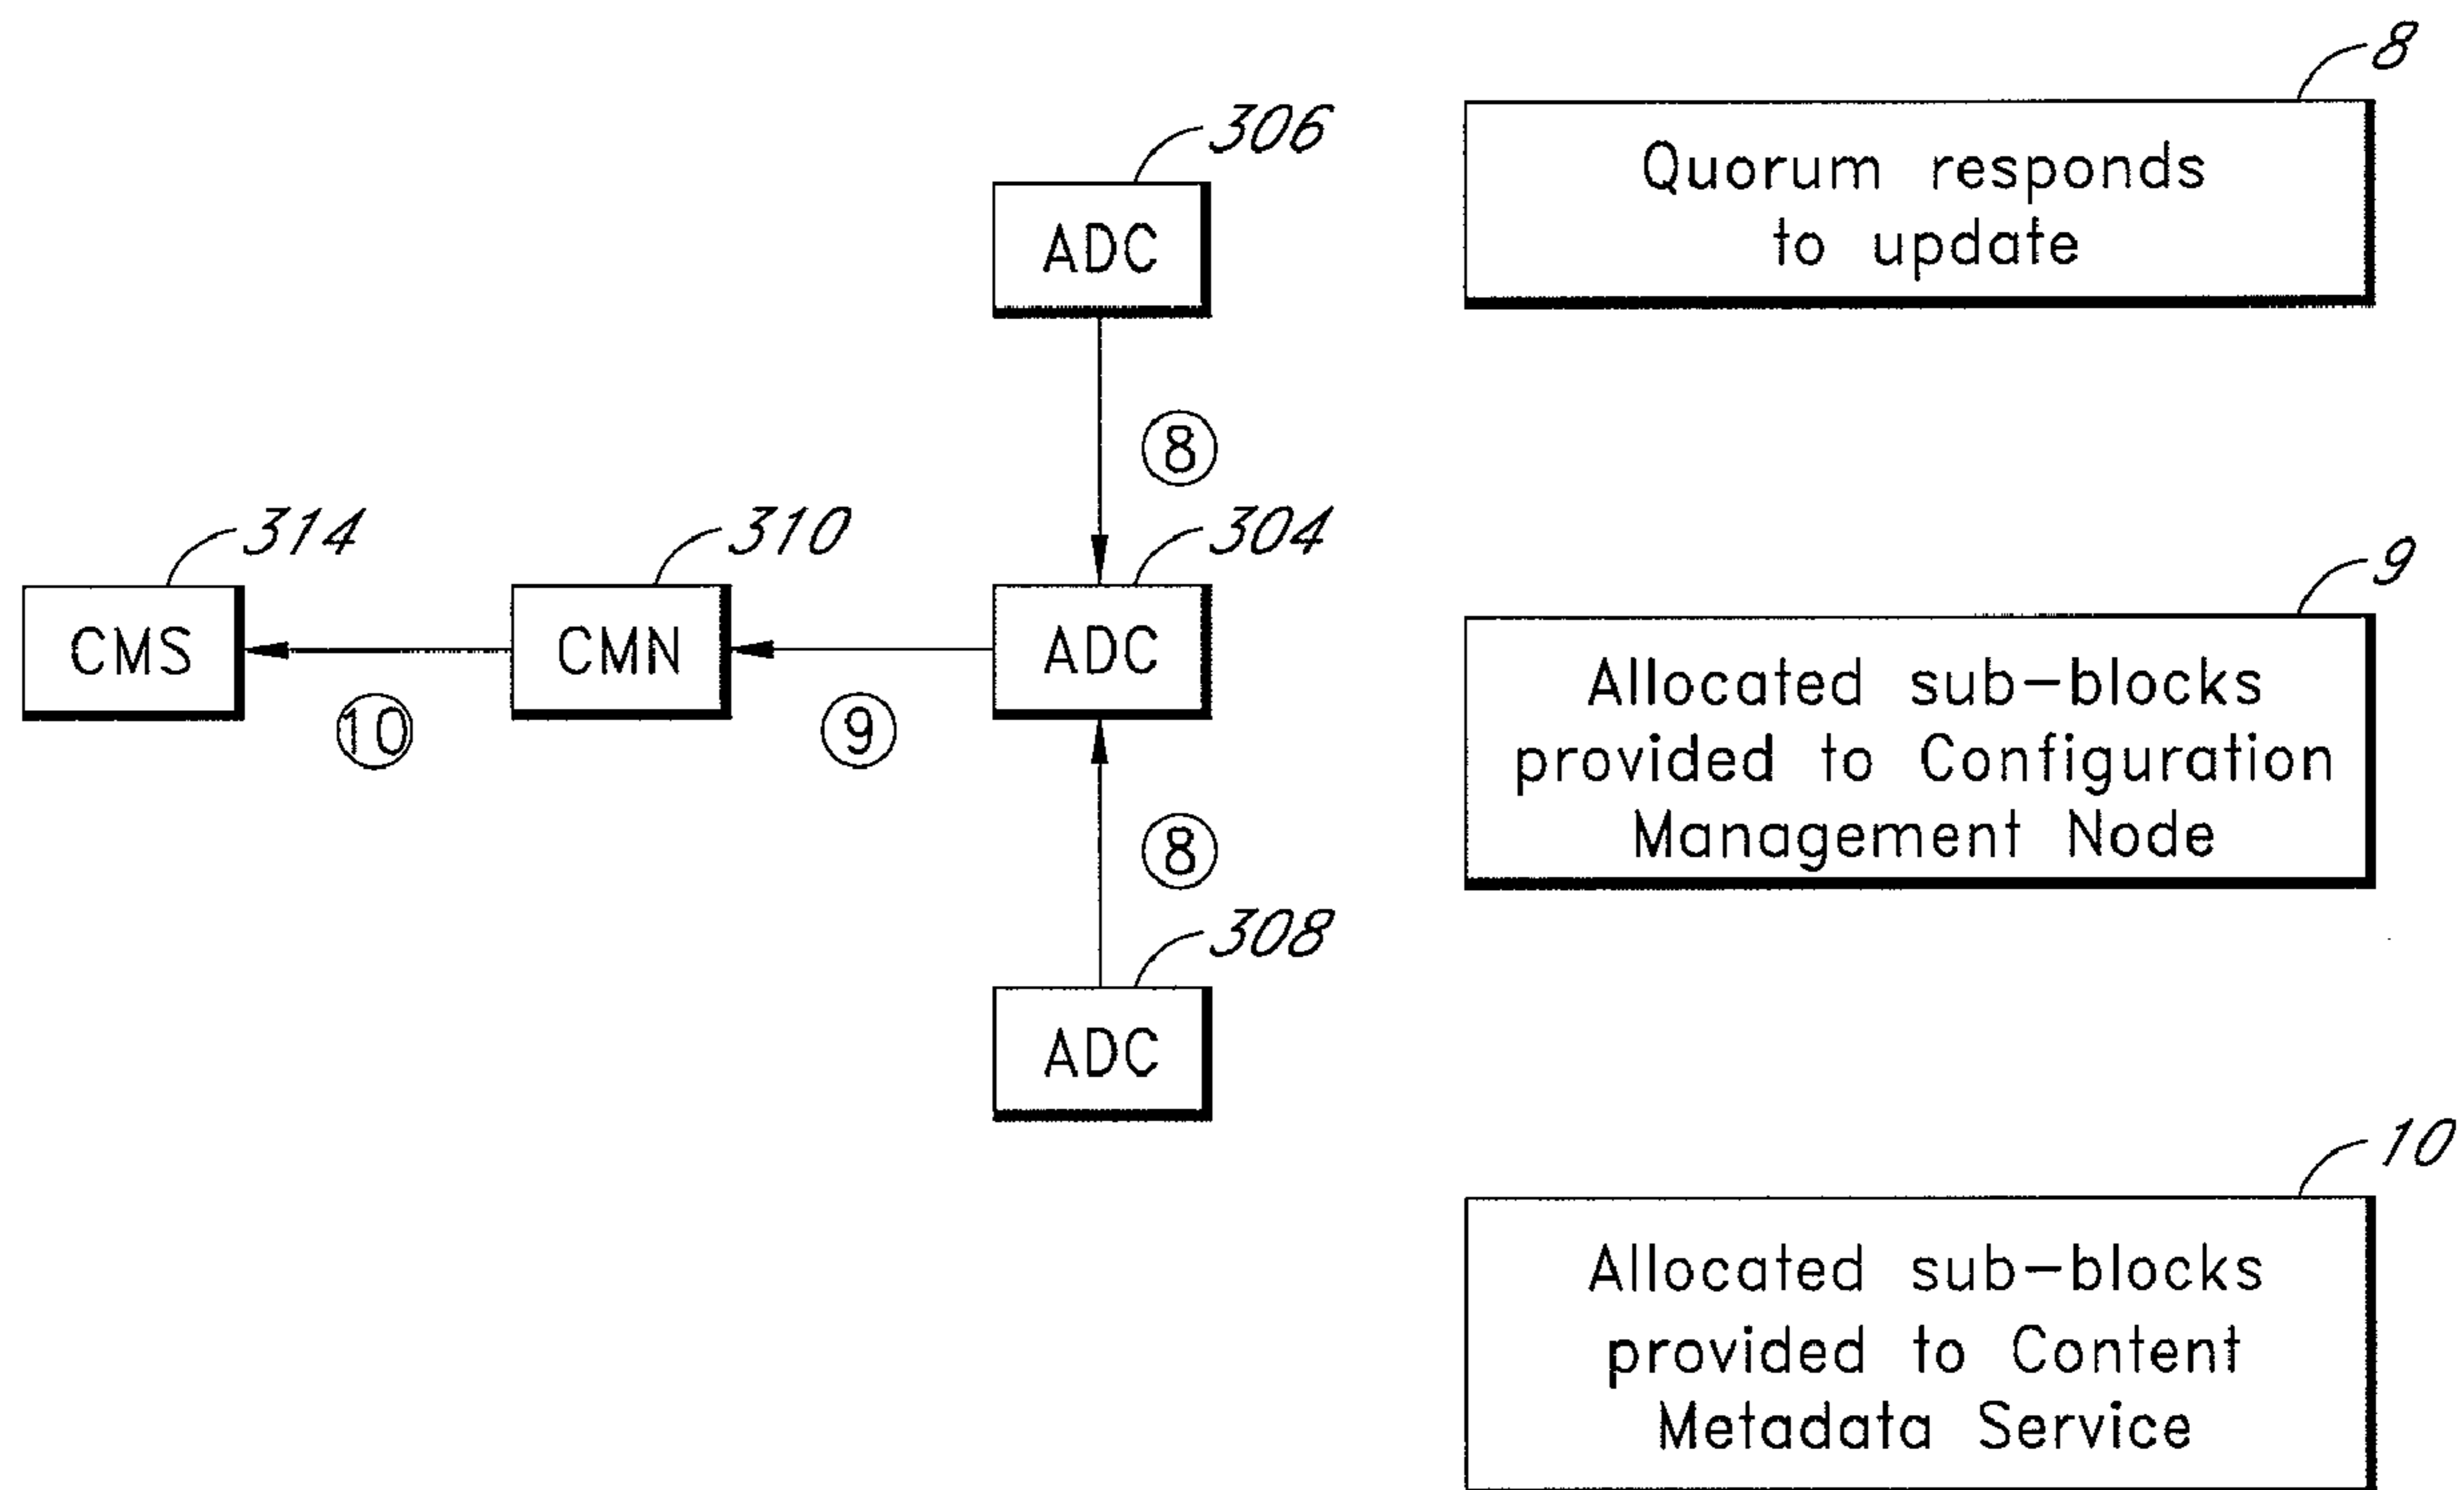 306
ADC
8
314
310
304
CMS
CMN
ADC
10
9
8
308
ADC
8
Quorum responds
to update
9
Allocated sub-blocks
provided to Configuration
Management Node
10
Allocated sub-blocks
provided to Content
Metadata Service